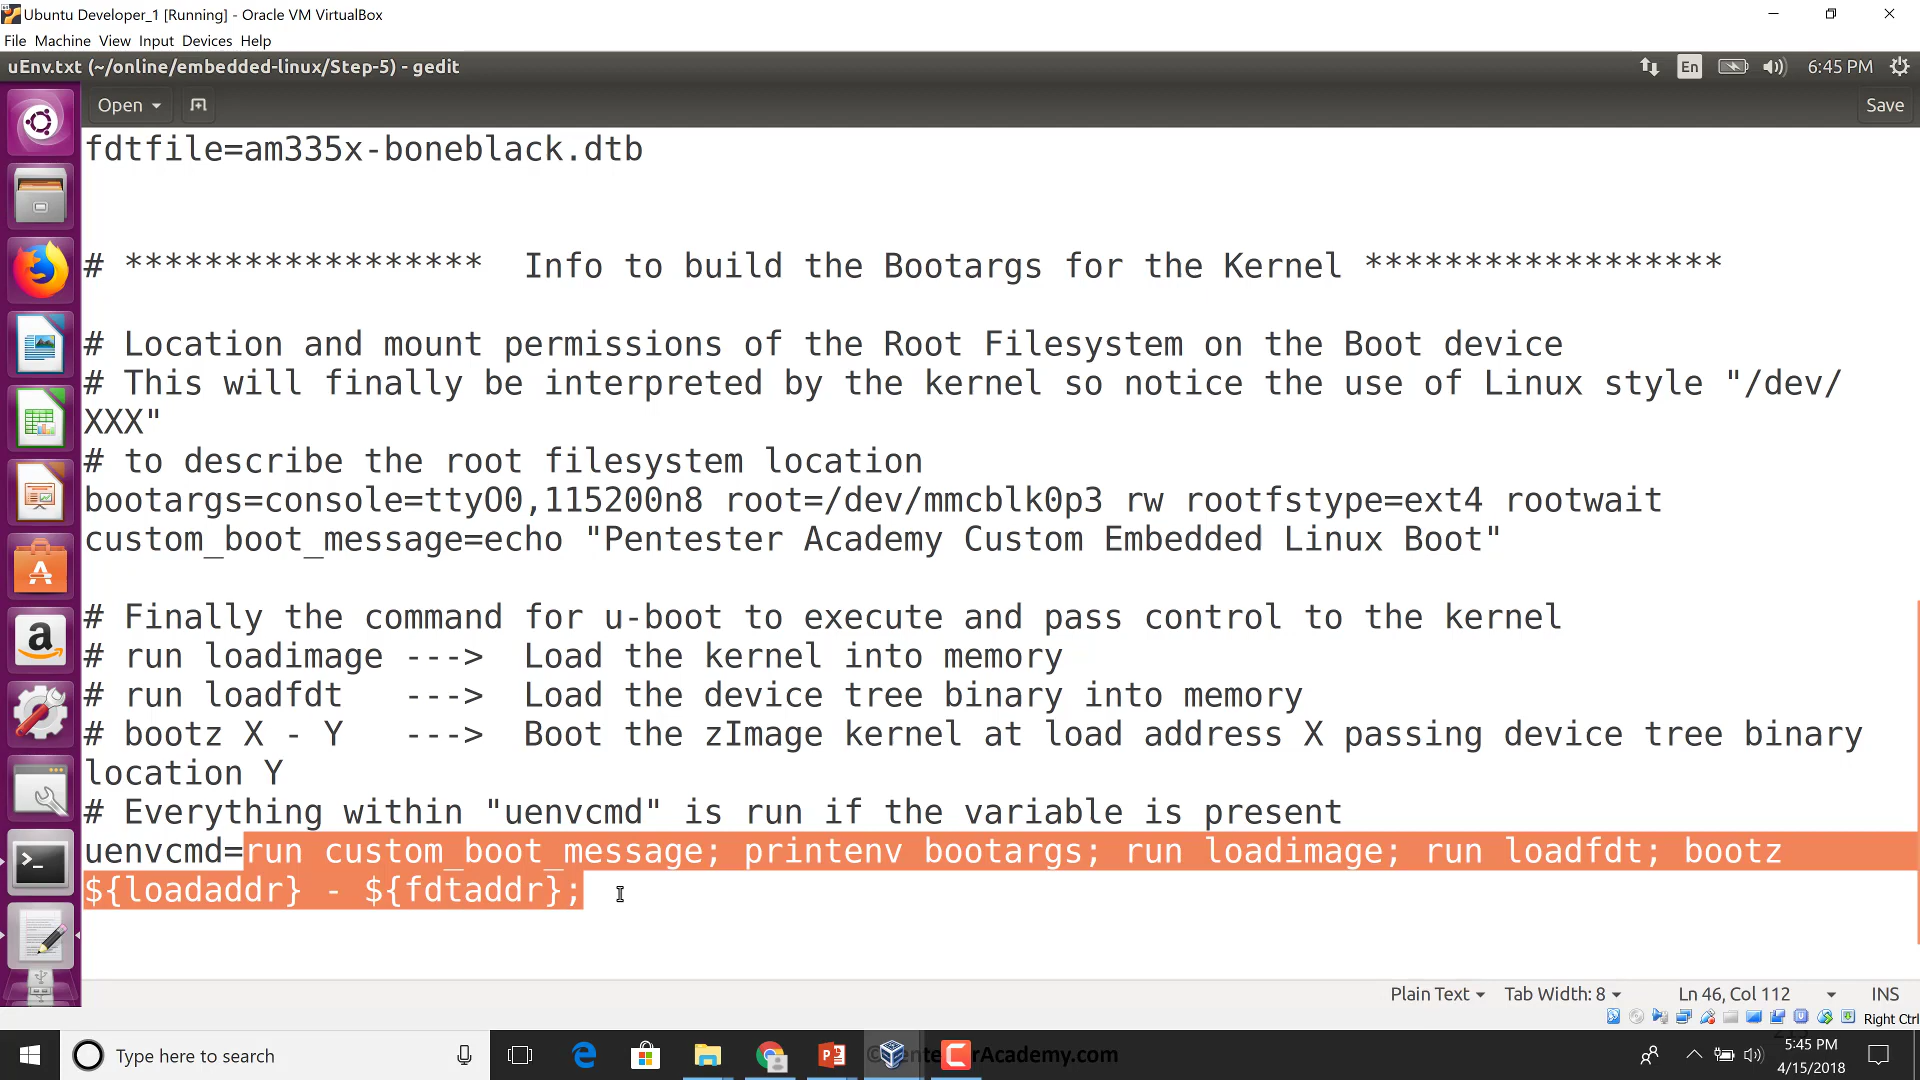 Ubuntu Developer_1 [Running] - Oracle VM VirtualBox
File Machine View Input Devices Help
uEnv.txt (~/online/embedded-linux/Step-5) - gedit
En
6:45 PM
Open
Save
fdtfile=am335x-boneblack.dtb
# ****************** Info to build the Bootargs for the Kernel ******************
# Location and mount permissions of the Root Filesystem on the Boot device
# This will finally be interpreted by the kernel so notice the use of Linux style "/dev/
XXX"
# to describe the root filesystem location
bootargs=console=ttyO0,115200n8 root=/dev/mmcblk0p3 rw rootfstype=ext4 rootwait
custom_boot_message=echo "Pentester Academy Custom Embedded Linux Boot"
# Finally the command for u-boot to execute and pass control to the kernel
# run loadimage ---> Load the kernel into memory
# run loadfdt ---> Load the device tree binary into memory
# bootz X - Y ---> Boot the zImage kernel at load address X passing device tree binary
location Y
# Everything within "uenvcmd" is run if the variable is present
uenvcmd=run custom_boot_message; printenv bootargs; run loadimage; run loadfdt; bootz
${loadaddr} - ${fdtaddr};
Plain Text
Tab Width: 8
Ln 46, Col 112
INS
Right Ctrl
Type here to search
Academy.com
5:45 PM
4/15/2018